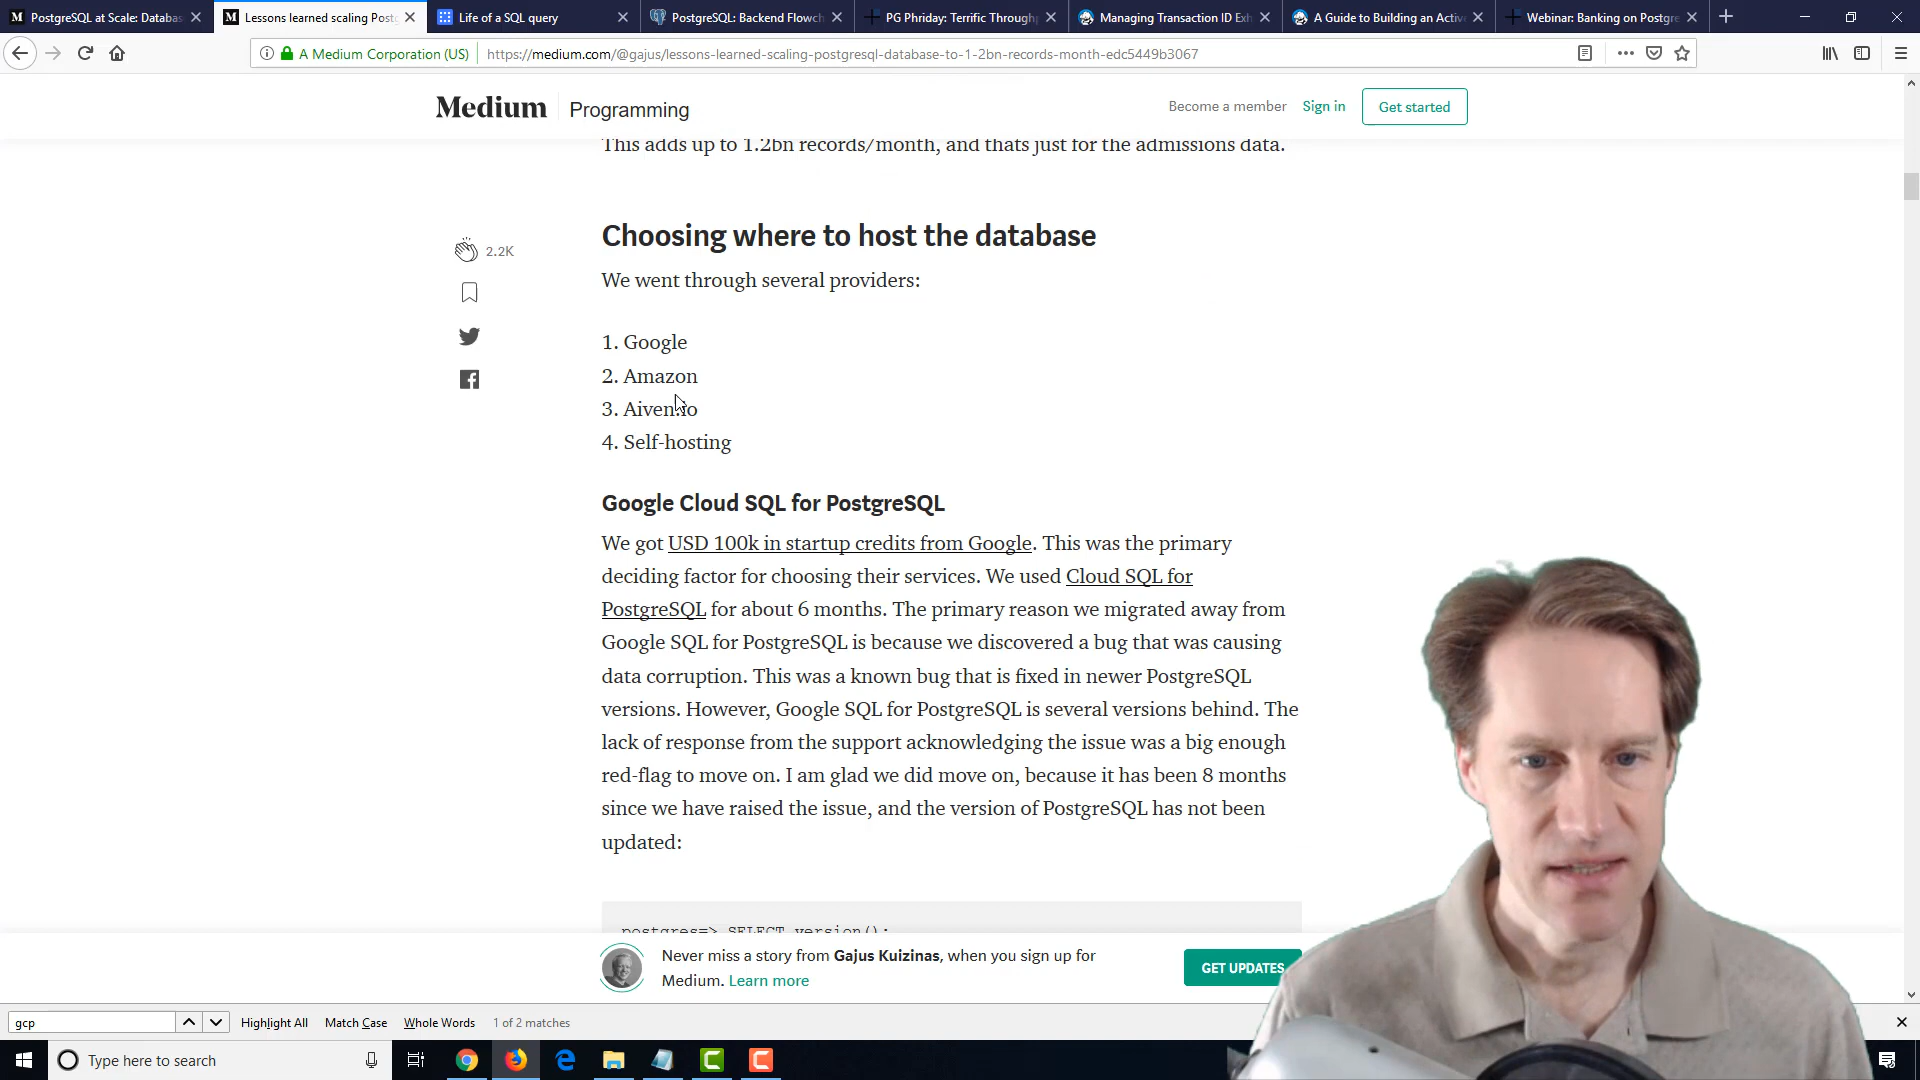 PostgreSQL at Scale: Databas
Lessons learned scaling Postg
Life of a SQL query
PostgreSQL: Backend Flowch
PG Phriday: Terrific Throughp
Managing Transaction ID Exh
A Guide to Building an Active
Webinar: Banking on Postgre
A Medium Corporation (US)
https://medium.com/@gajus/lessons-learned-scaling-postgresql-database-to-1-2bn-records-month-edc5449b3067
Medium
Programming
Become a member
Sign in
Get started
This adds up to 1.2bn records/month, and thats just for the admissions data.
Choosing where to host the database
2.2K
We went through several providers:
1. Google
2. Amazon
3. Aiven.io
4. Self-hosting
Google Cloud SQL for PostgreSQL
We got USD 100k in startup credits from Google. This was the primary
deciding factor for choosing their services. We used Cloud SQL for
PostgreSQL for about 6 months. The primary reason we migrated away from
Google SQL for PostgreSQL is because we discovered a bug that was causing
data corruption. This was a known bug that is fixed in newer PostgreSQL
versions. However, Google SQL for PostgreSQL is several versions behind. The
lack of response from the support acknowledging the issue was a big enough
red-flag to move on. I am glad we did move on, because it has been 8 months
since we have raised the issue, and the version of PostgreSQL has not been
updated:
postgres=> SELECT version();
Never miss a story from Gajus Kuizinas, when you sign up for
Medium. Learn more
GET UPDATES
gcp
Highlight All
Match Case
Whole Words
1 of 2 matches
Type here to search